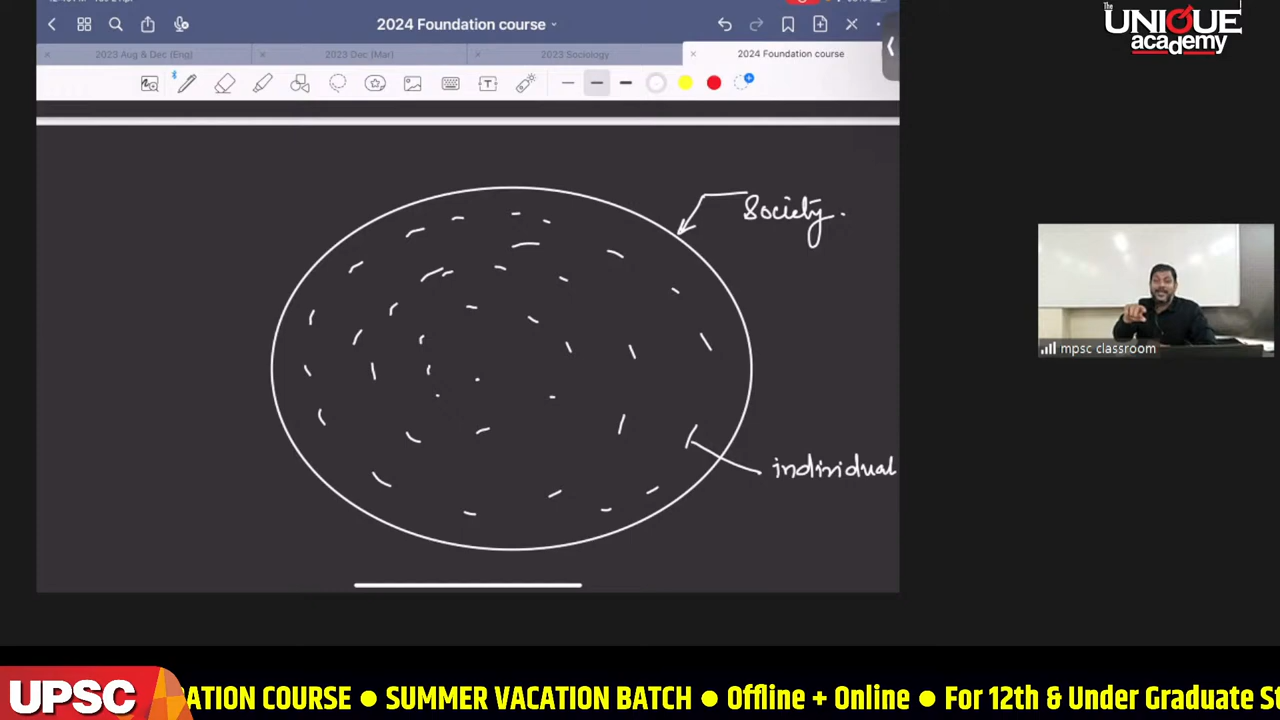 2024 Foundation course
The
UNIQUE
academy
2023 Aug & Dec (Eng)
2023 Dec (Mar)
2023 Sociology
2024 Foundation course
Society.
individual
mpsc classroom
UPSC
DATION COURSE ● SUMMER VACATION BATCH ● Offline + Online ● For 12th & Under Graduate St